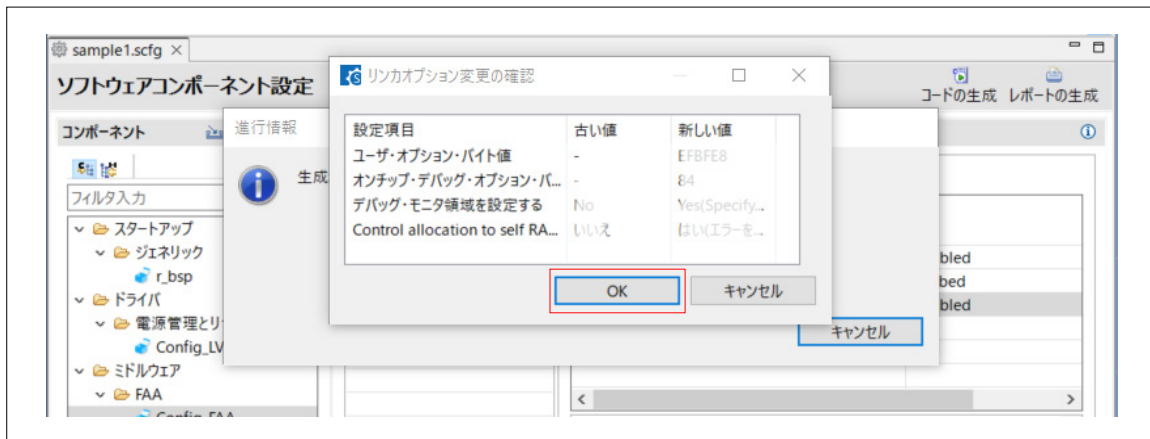 sample1.scfg
ソフトウェアコンポーネント設定
コードの生成 レポートの生成
コンポーネント
フィルタ入力
スタートアップ
ジェネリック
r_bsp
ドライバ
電源管理とリ
Config_LV
ミドルウェア
FAA
Config_FAA
進行情報
生成
キャンセル
リンカオプション変更の確認
設定項目 古い値 新しい値
ユーザ・オプション・バイト値 - EFBFE8
オンチップ・デバッグ・オプション・バ... - 84
デバッグ・モニタ領域を設定する No Yes(Specify...
Control allocation to self RA... いいえ はい(エラーを...
OK キャンセル
bled
bed
bled